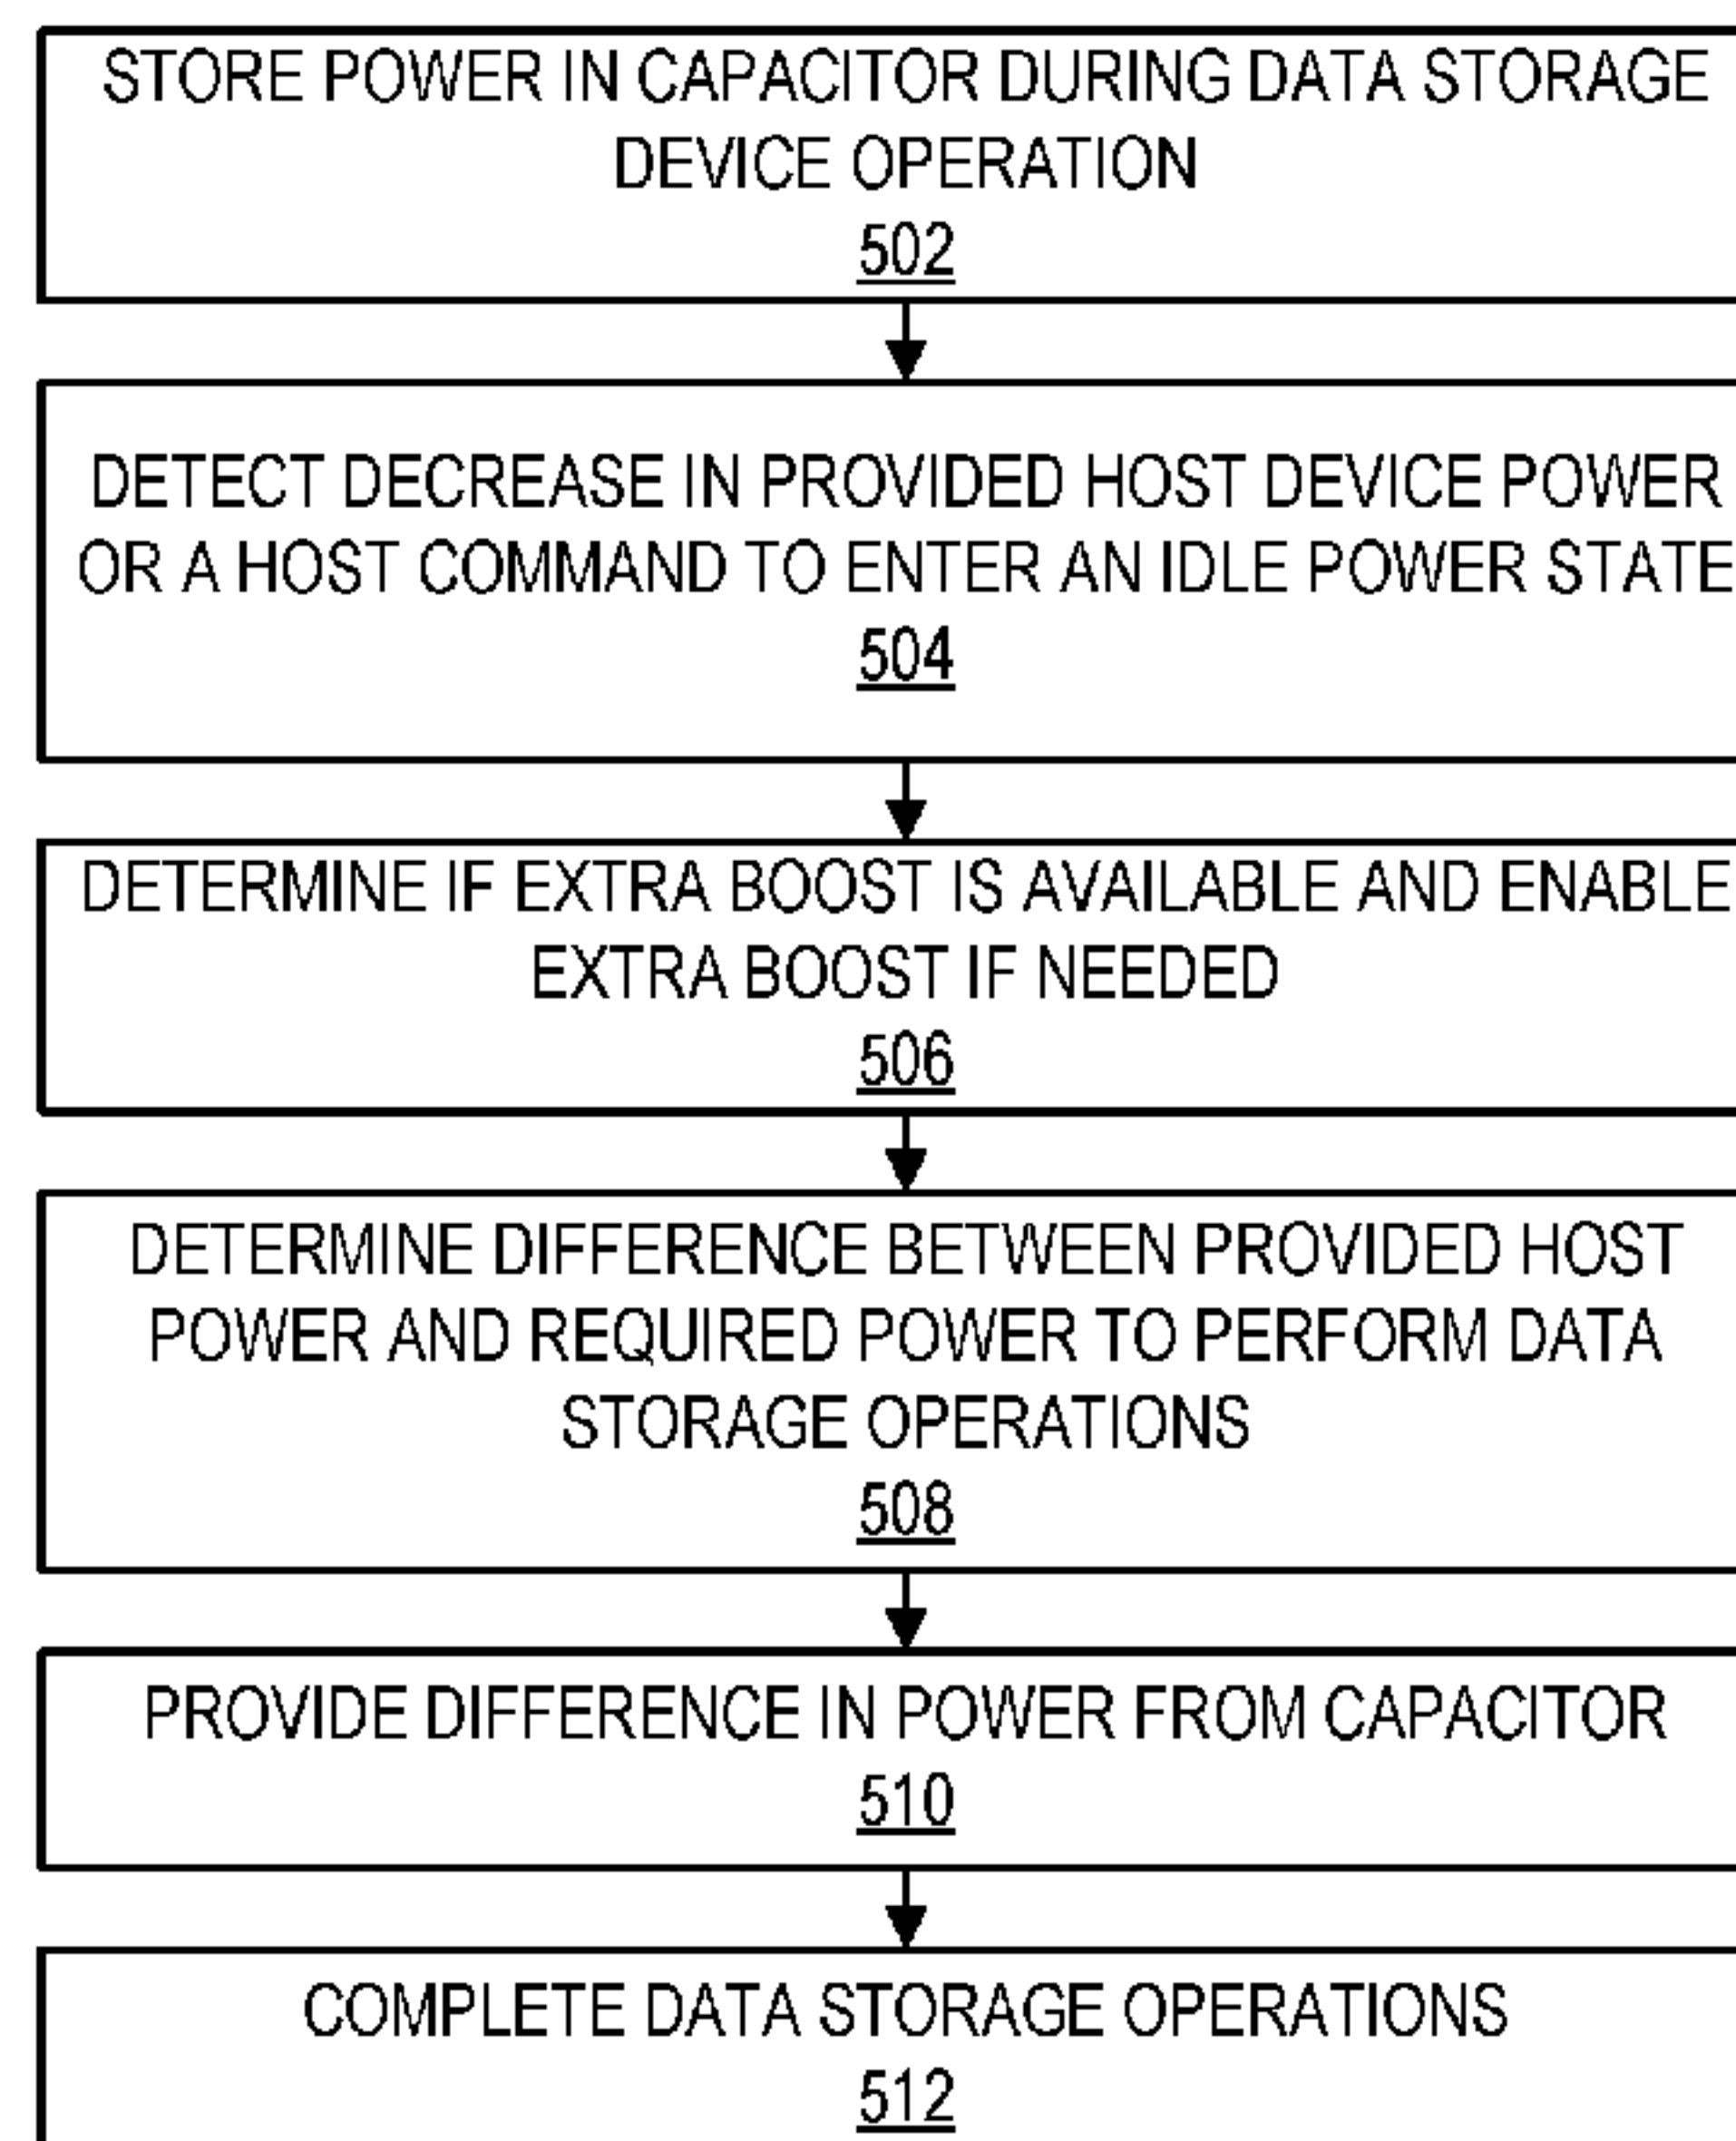 STORE POWER IN CAPACITOR DURING DATA STORAGE
DEVICE OPERATION
502
DETECT DECREASE IN PROVIDED HOST DEVICE POWER
OR A HOST COMMAND TO ENTER AN IDLE POWER STATE
504
DETERMINE IF EXTRA BOOST IS AVAILABLE AND ENABLE
EXTRA BOOST IF NEEDED
506
DETERMINE DIFFERENCE BETWEEN PROVIDED HOST
POWER AND REQUIRED POWER TO PERFORM DATA
STORAGE OPERATIONS
508
PROVIDE DIFFERENCE IN POWER FROM CAPACITOR
510
COMPLETE DATA STORAGE OPERATIONS
512